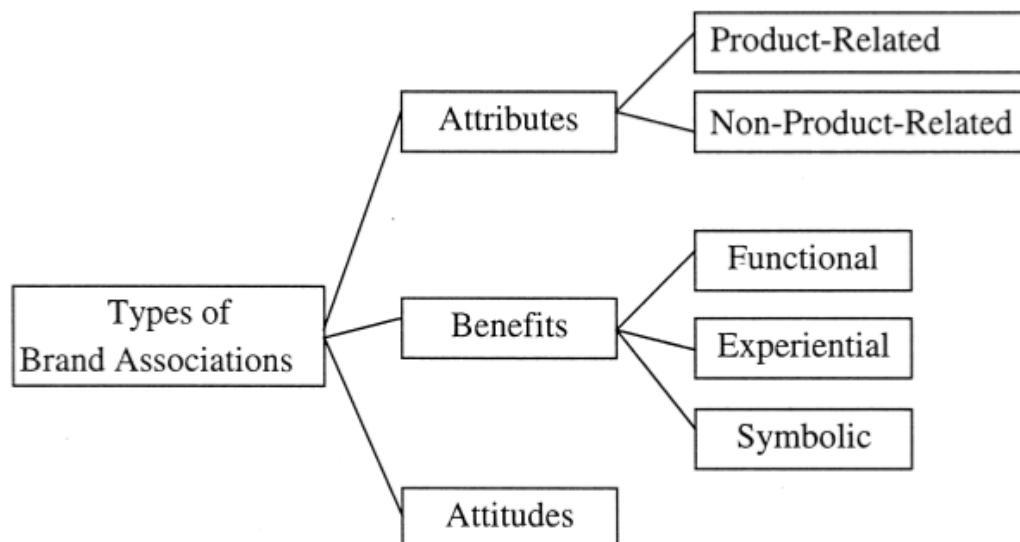 Types of
Brand Associations
Attributes
Product-Related
Non-Product-Related
Benefits
Functional
Experiential
Symbolic
Attitudes